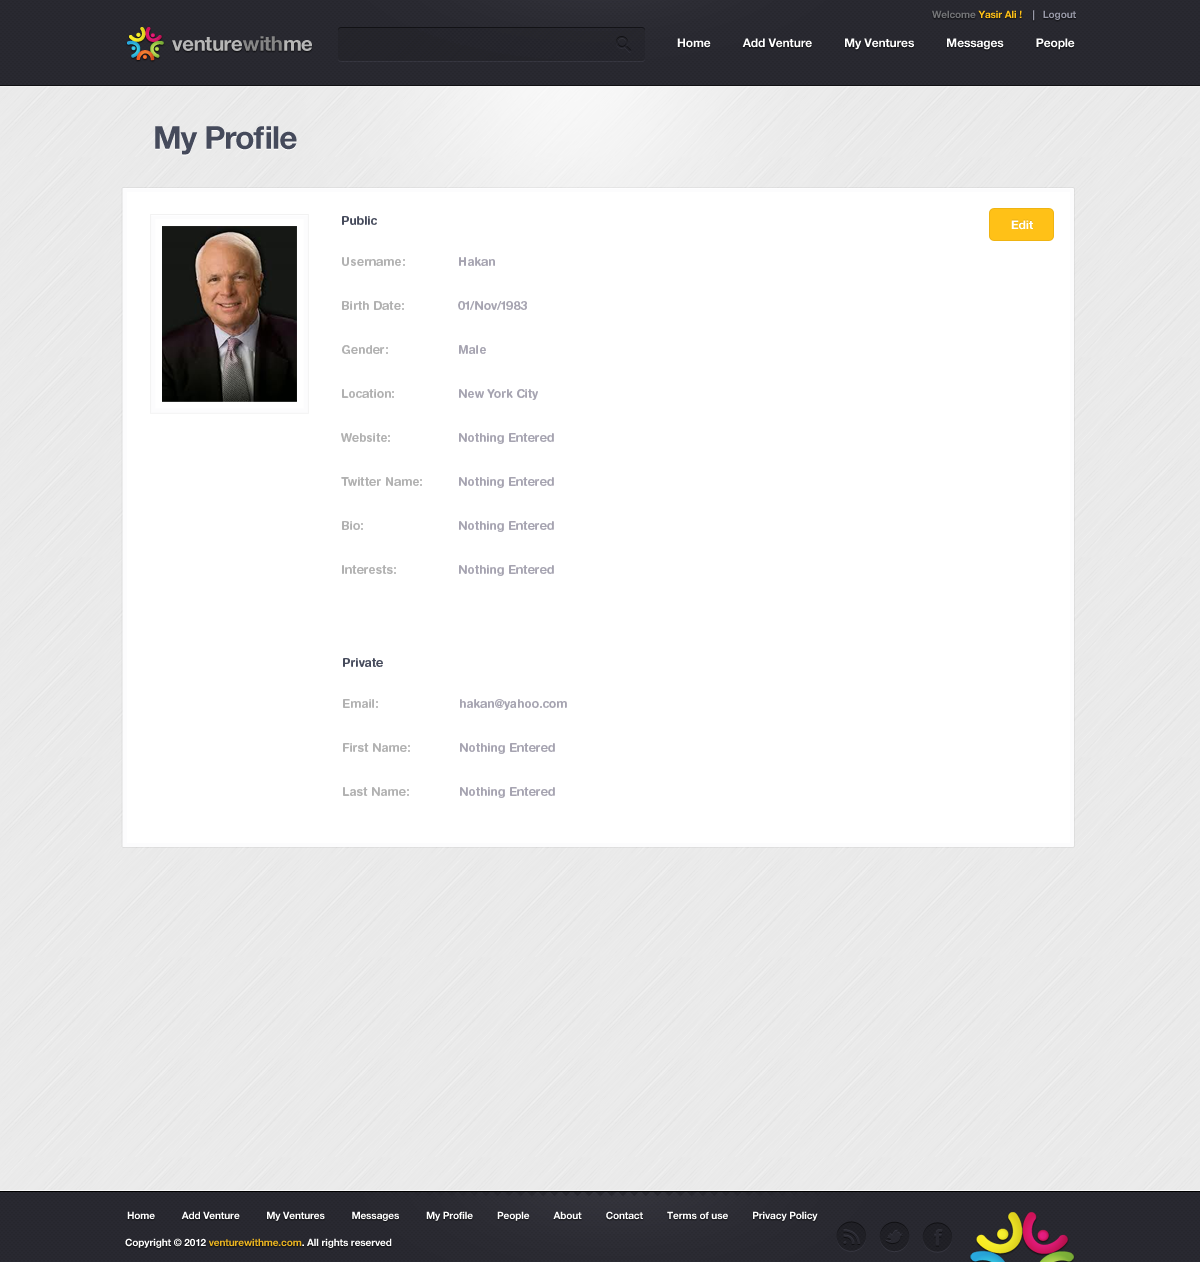 Welcome Yasir Ali ! | Logout
venturewithme
Home Add Venture My Ventures Messages People
My Profile
Public
Edit
Username: Hakan
Birth Date: 01/Nov/1983
Gender: Male
Location: New York City
Website: Nothing Entered
Twitter Name: Nothing Entered
Bio: Nothing Entered
Interests: Nothing Entered
Private
Email: hakan@yahoo.com
First Name: Nothing Entered
Last Name: Nothing Entered
Home Add Venture My Ventures Messages My Profile People About Contact Terms of use Privacy Policy
Copyright © 2012 venturewithme.com. All rights reserved